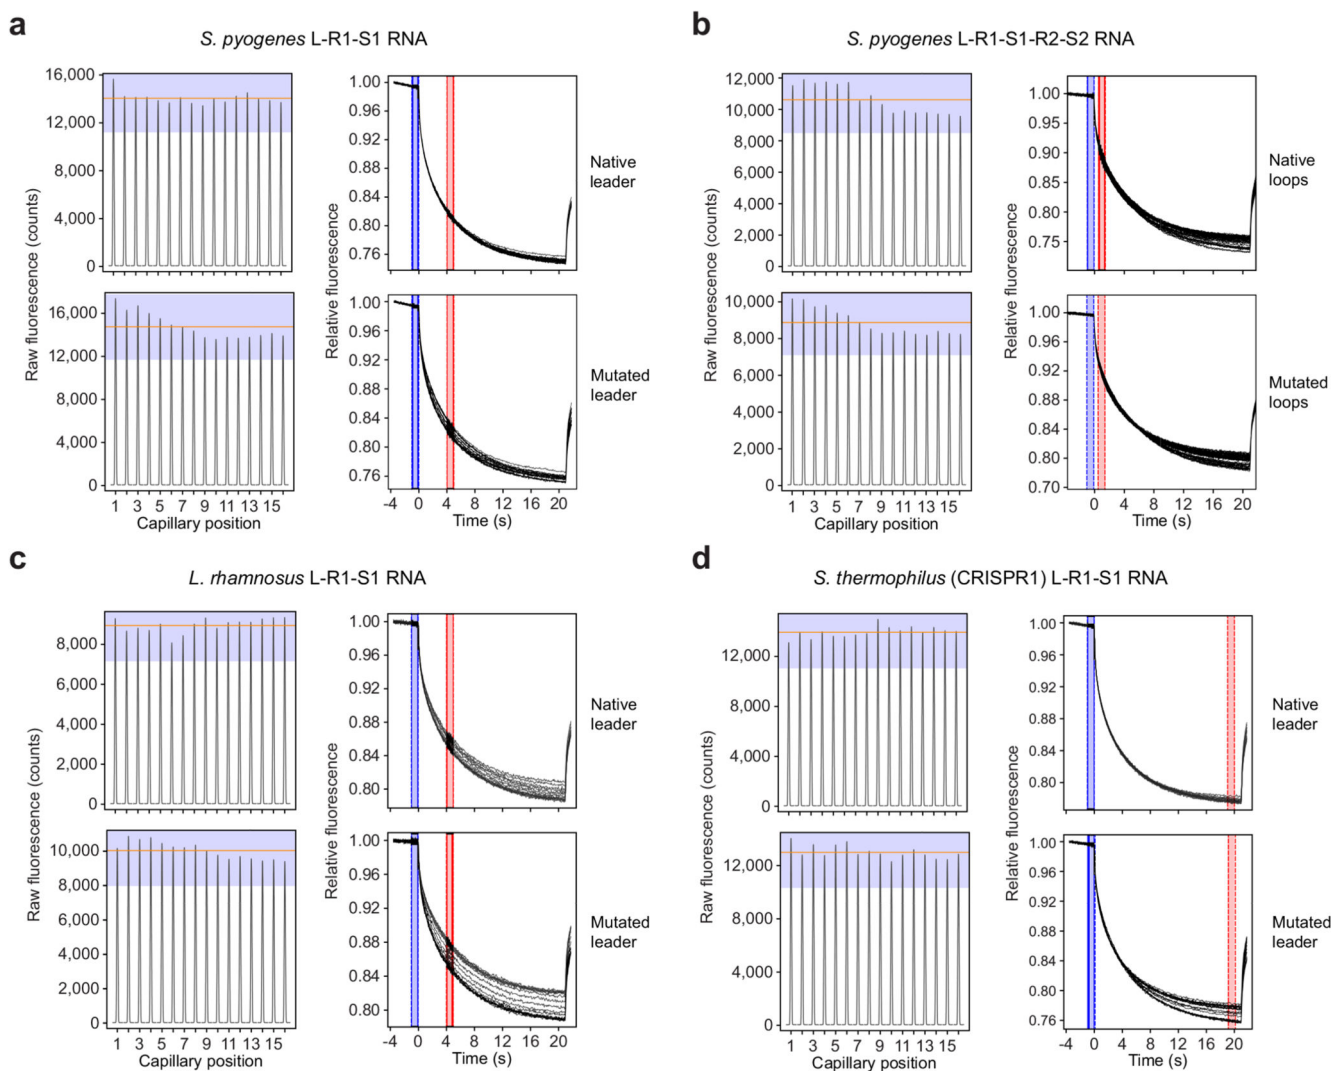 a
S. pyogenes L-R1-S1 RNA
Raw fluorescence (counts)
16,000
12,000
8,000
4,000
0
16,000
12,000
8,000
4,000
0
1 3 5 7 9 11 13 15
Capillary position
Relative fluorescence
1.00
0.96
0.92
0.88
0.84
0.80
0.76
Native
leader
1.00
0.96
0.92
0.88
0.84
0.80
0.76
-4 0 4 8 12 16 20
Time (s)
Mutated
leader
b
S. pyogenes L-R1-S1-R2-S2 RNA
Raw fluorescence (counts)
12,000
10,000
8,000
6,000
4,000
2,000
0
10,000
8,000
6,000
4,000
2,000
0
1 3 5 7 9 11 13 15
Capillary position
Relative fluorescence
1.00
0.95
0.90
0.85
0.80
0.75
Native
loops
1.00
0.96
0.92
0.88
0.80
0.70
0 4 8 12 16 20
Time (s)
Mutated
loops
c
L. rhamnosus L-R1-S1 RNA
Raw fluorescence (counts)
8,000
6,000
4,000
2,000
0
10,000
8,000
6,000
4,000
2,000
0
1 3 5 7 9 11 13 15
Capillary position
Relative fluorescence
1.00
0.96
0.92
0.88
0.84
0.80
Native
leader
1.00
0.96
0.92
0.88
0.84
0.80
-4 0 4 8 12 16 20
Time (s)
Mutated
leader
d
S. thermophilus (CRISPR1) L-R1-S1 RNA
Raw fluorescence (counts)
12,000
8,000
4,000
0
12,000
8,000
4,000
0
1 3 5 7 9 11 13 15
Capillary position
Relative fluorescence
1.00
0.96
0.92
0.88
0.84
0.80
Native
leader
1.00
0.96
0.92
0.88
0.84
0.80
0.76
-4 0 4 8 12 16 20
Time (s)
Mutated
leader